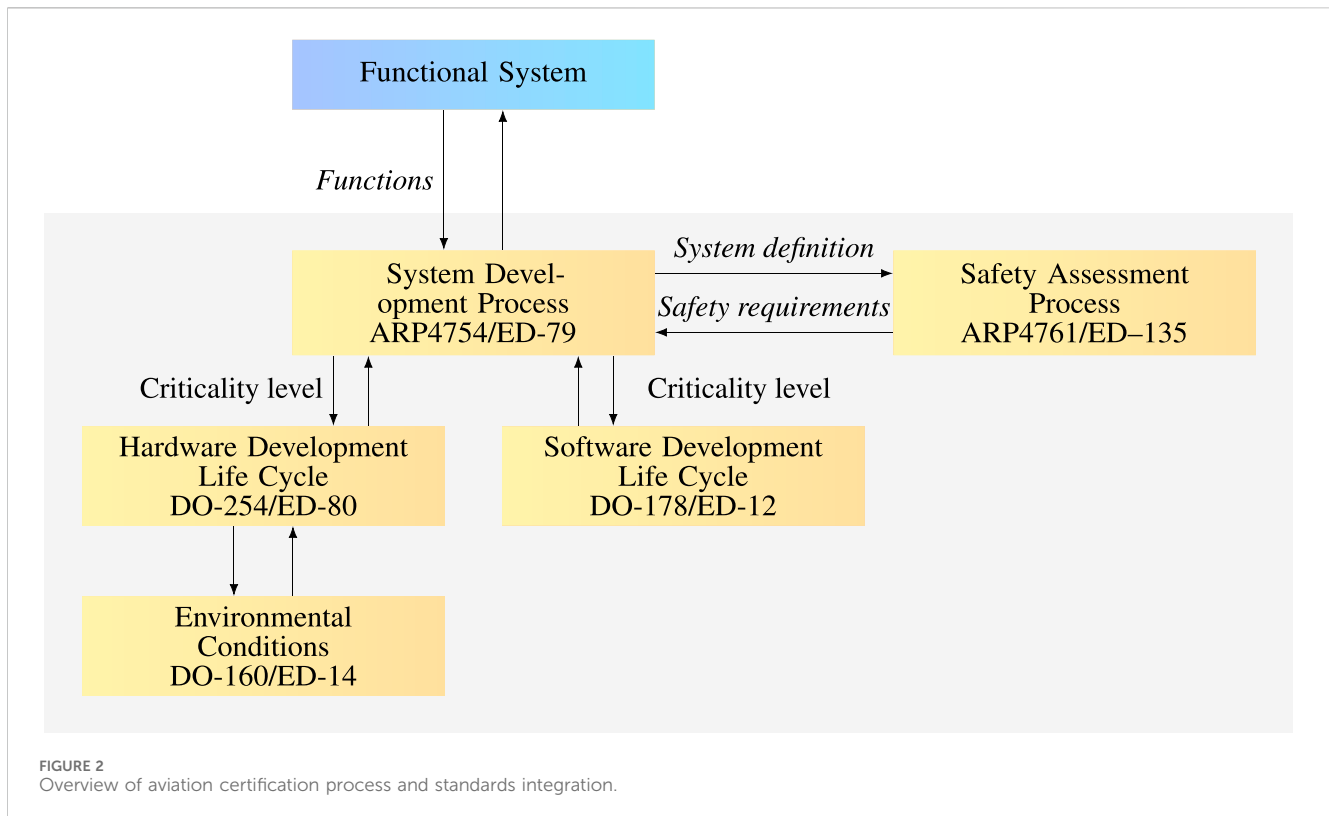 Functional System
Functions
System Devel-
opment Process
ARP4754/ED-79
System definition
Safety requirements
Safety Assessment
Process
ARP4761/ED–135
Criticality level
Criticality level
Hardware Development
Life Cycle
DO-254/ED-80
Software Development
Life Cycle
DO-178/ED-12
Environmental
Conditions
DO-160/ED-14
FIGURE 2
Overview of aviation certification process and standards integration.